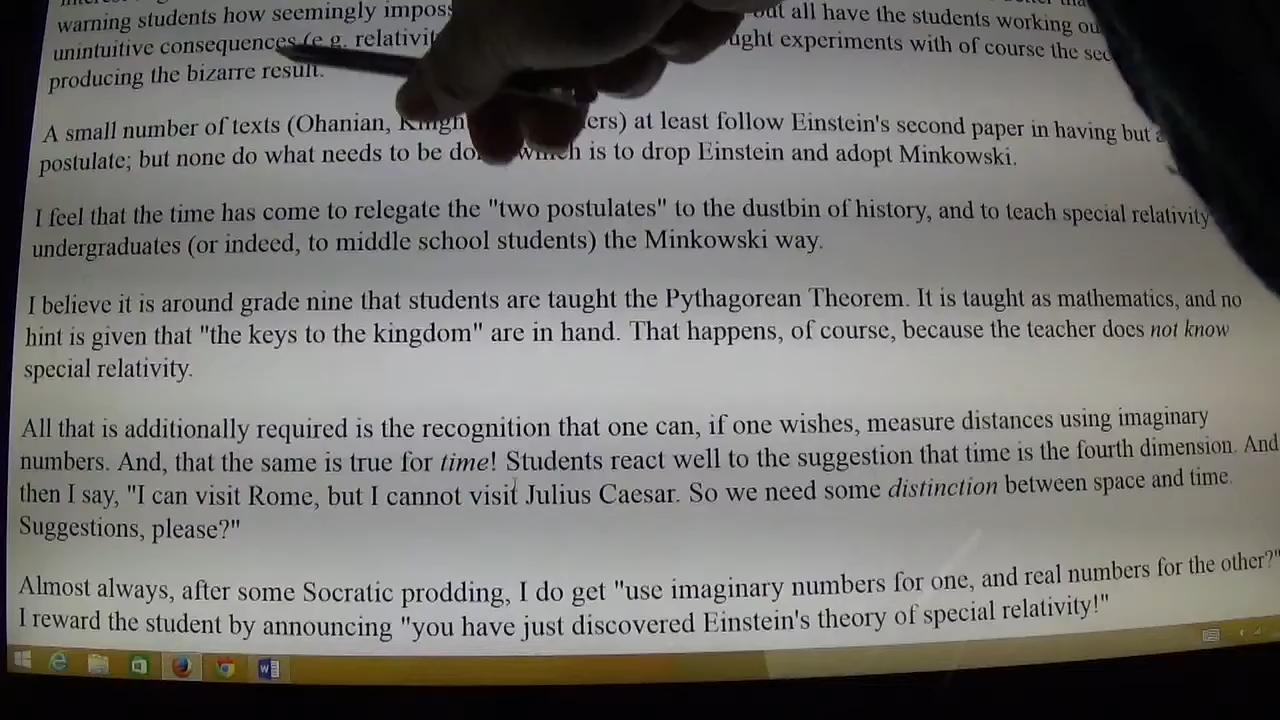 warning students how seemingly out all have the students working
unintuitive consequences (e.g. experiments with of course the
producing the bizarre result.
A small number of texts (Ohanian, at least follow Einstein's second paper in having but
postulate; but none do what needs to be is to drop Einstein and adopt Minkowski.
I feel that the time has come to relegate the "two postulates" to the dustbin of history, and to teach special relativity
undergraduates (or indeed, to middle school students) the Minkowski way.
I believe it is around grade nine that students are taught the Pythagorean Theorem. It is taught as mathematics, and no
hint is given that "the keys to the kingdom" are in hand. That happens, of course, because the teacher does not know
special relativity.
All that is additionally required is the recognition that one can, if one wishes, measure distances using imaginary
numbers. And, that the same is true for time! Students react well to the suggestion that time is the fourth dimension. And
then I say, "I can visit Rome, but I cannot visit Julius Caesar. So we need some distinction between space and time.
Suggestions, please?"
Almost always, after some Socratic prodding, I do get "use imaginary numbers for one, and real numbers for the other?"
I reward the student by announcing "you have just discovered Einstein's theory of special relativity!"